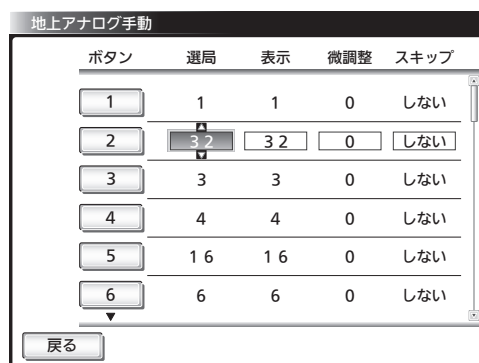 地上アナログ手動
ボタン 選局 表示 微調整 スキップ
1 1 1 0 しない
2 32 32 0 しない
3 3 3 0 しない
4 4 4 0 しない
5 16 16 0 しない
6 6 6 0 しない
戻る